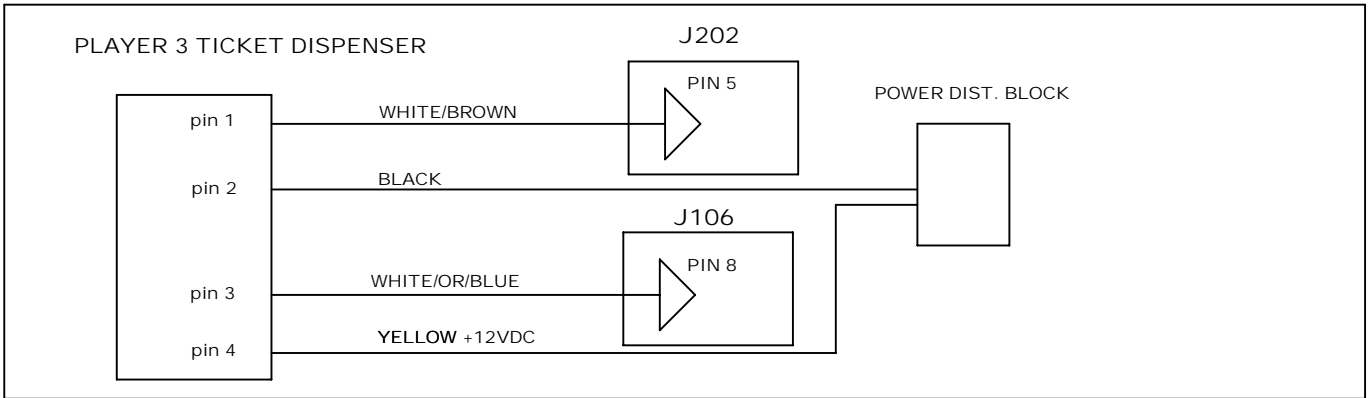 J202
PLAYER 3 TICKET DISPENSER
PIN 5
POWER DIST. BLOCK
pin 1
WHITE/BROWN
pin 2
BLACK
J106
PIN 8
pin 3
WHITE/OR/BLUE
pin 4
YELLOW +12VDC